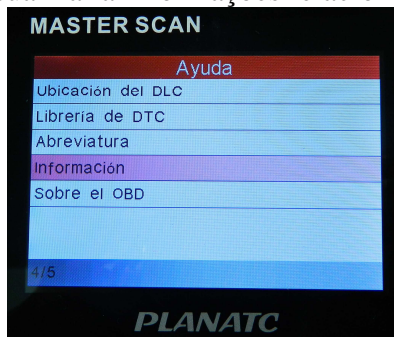 MASTER SCAN
Ayuda
Ubicación del DLC
Librería de DTC
Abreviatura
Información
Sobre el OBD
4/5
PLANATC